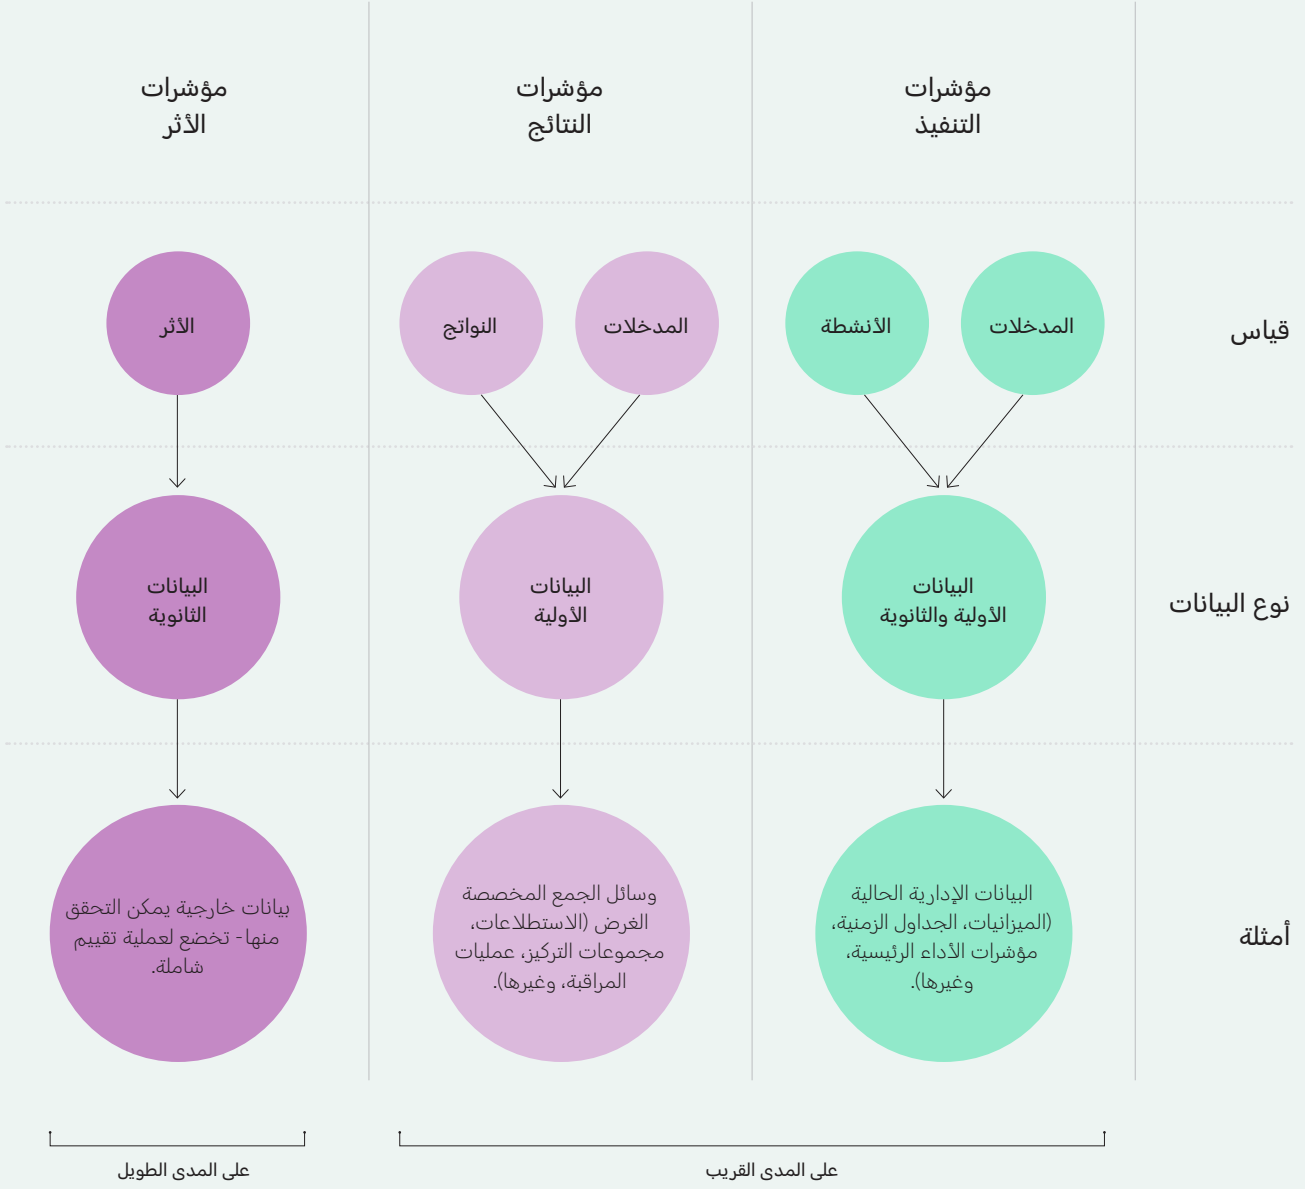 مؤشرات
التنفيذ
مؤشرات
النتائج
مؤشرات
الأثر
قياس
المدخلات
الأنشطة
المدخلات
النواتج
الأثر
نوع البيانات
البيانات
الأولية والثانوية
البيانات
الأولية
البيانات
الثانوية
أمثلة
البيانات الإدارية الحالية
(الميزانيات، الجداول الزمنية،
مؤشرات الأداء الرئيسية،
وغيرها).
وسائل الجمع المخصصة
الغرض (الاستطلاعات،
مجموعات التركيز، عمليات
المراقبة، وغيرها).
بيانات خارجية يمكن التحقق
منها - تخضع لعملية تقييم
شاملة.
على المدى القريب
على المدى الطويل